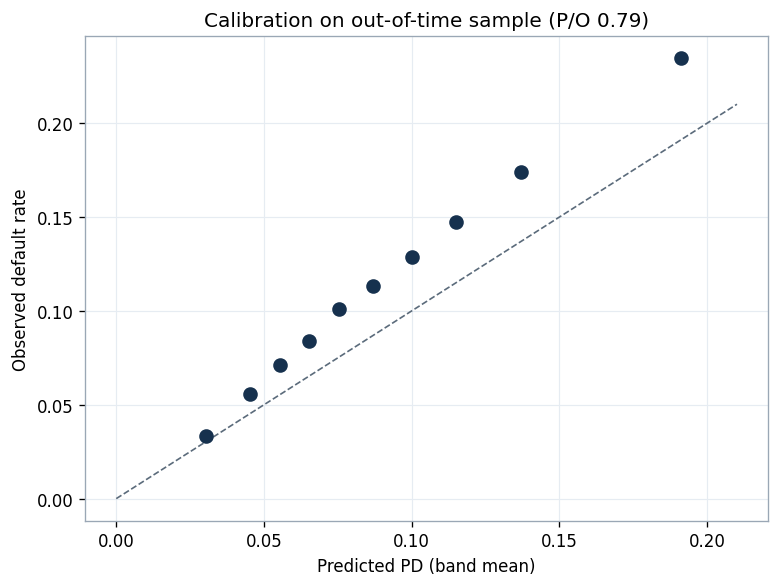 Calibration on out-of-time sample (P/O 0.79)
Observed default rate
0.20
0.15
0.10
0.05
0.00
0.00 0.05 0.10 0.15 0.20
Predicted PD (band mean)